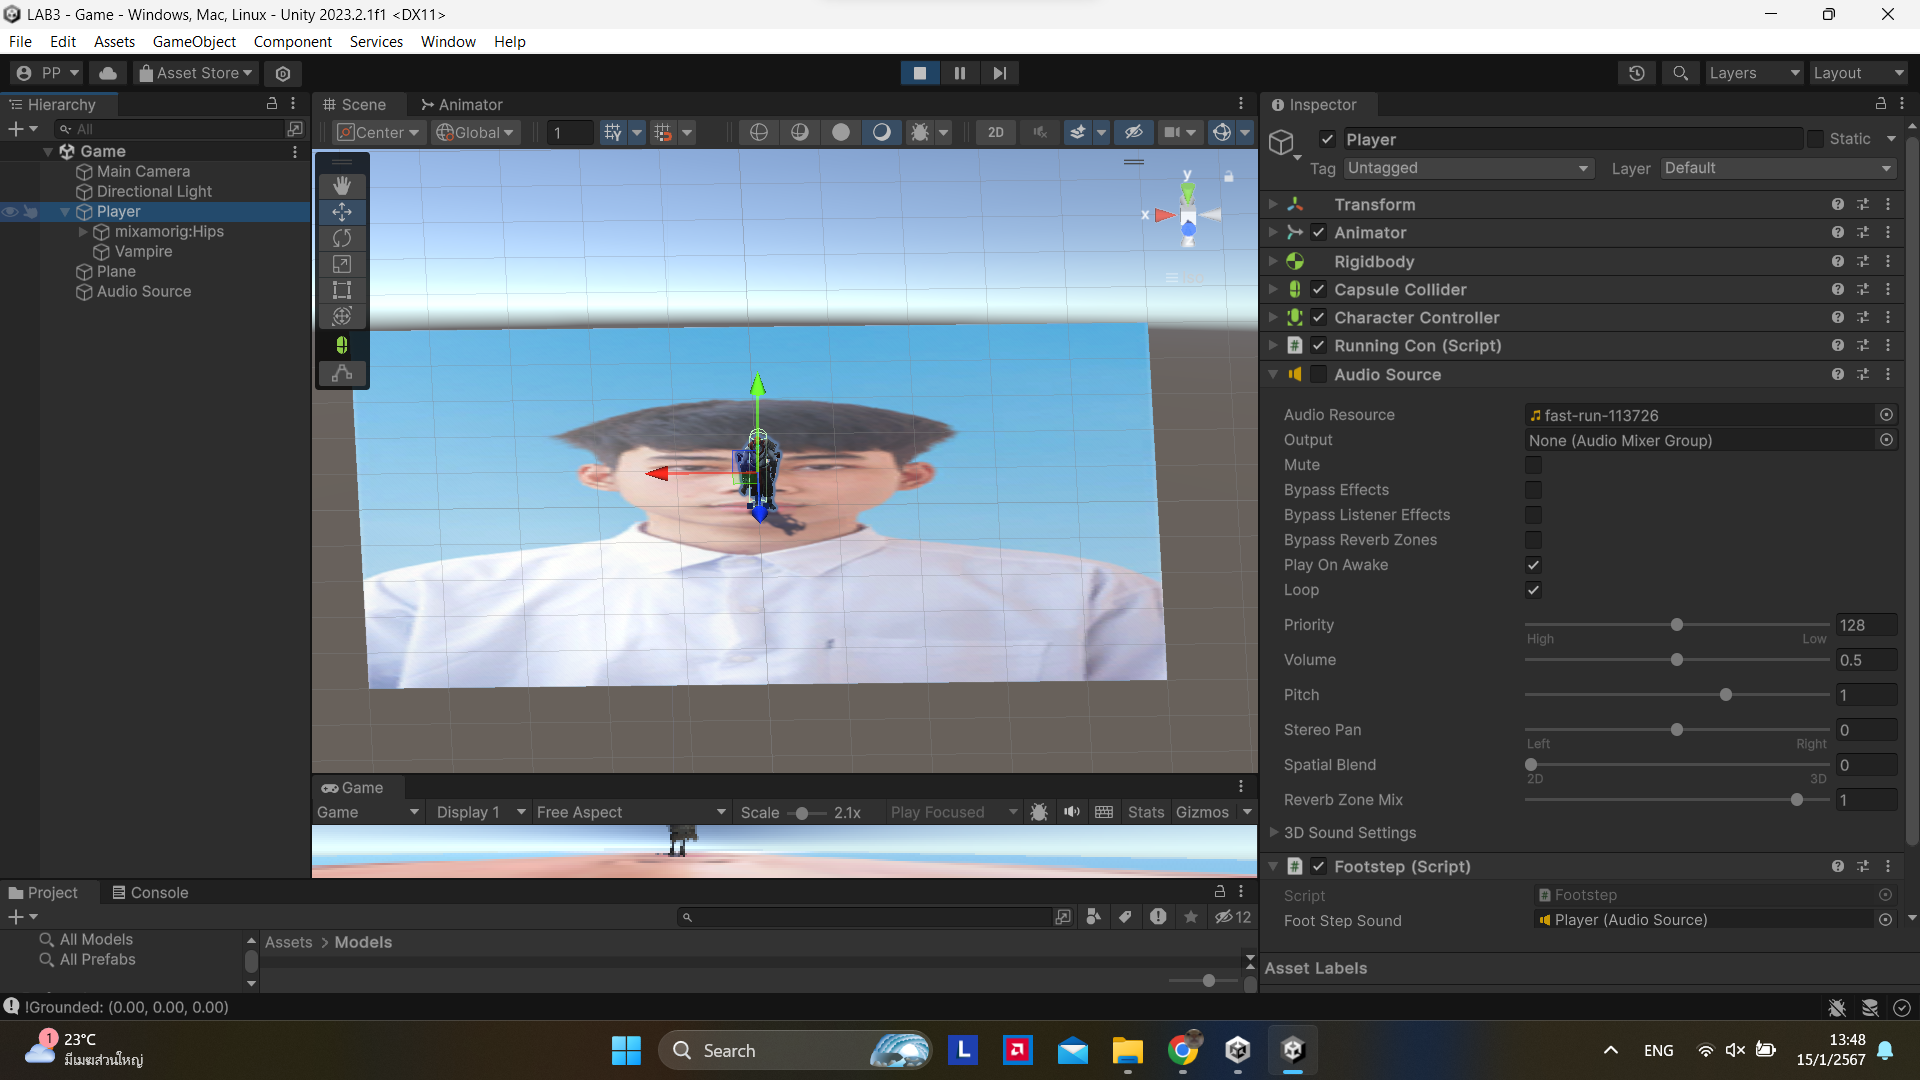 LAB3 - Game - Windows, Mac, Linux - Unity 2023.2.1f1 <DX11>
File Edit Assets GameObject Component Services Window Help
PP Asset Store Layers Layout
Hierarchy
All
Game
Main Camera
Directional Light
Player
mixamorig:Hips
Vampire
Plane
Audio Source
Scene Animator
Center Global 1 2D
y
x
Game
Game Display 1 Free Aspect Scale 2.1x Play Focused Stats Gizmos
Project Console
12
All Models
All Prefabs
Assets > Models
Inspector
Player Static
Tag Untagged Layer Default
Transform
Animator
Rigidbody
Capsule Collider
Character Controller
Running Con (Script)
Audio Source
Audio Resource fast-run-113726
Output None (Audio Mixer Group)
Mute
Bypass Effects
Bypass Listener Effects
Bypass Reverb Zones
Play On Awake
Loop
Priority 128
High Low
Volume 0.5
Pitch 1
Stereo Pan 0
Left Right
Spatial Blend 0
2D 3D
Reverb Zone Mix 1
3D Sound Settings
Footstep (Script)
Script Footstep
Foot Step Sound Player (Audio Source)
Asset Labels
!Grounded: (0.00, 0.00, 0.00)
1 23°C
มีเมฆส่วนใหญ่
Search
L
ENG
13:48
15/1/2567